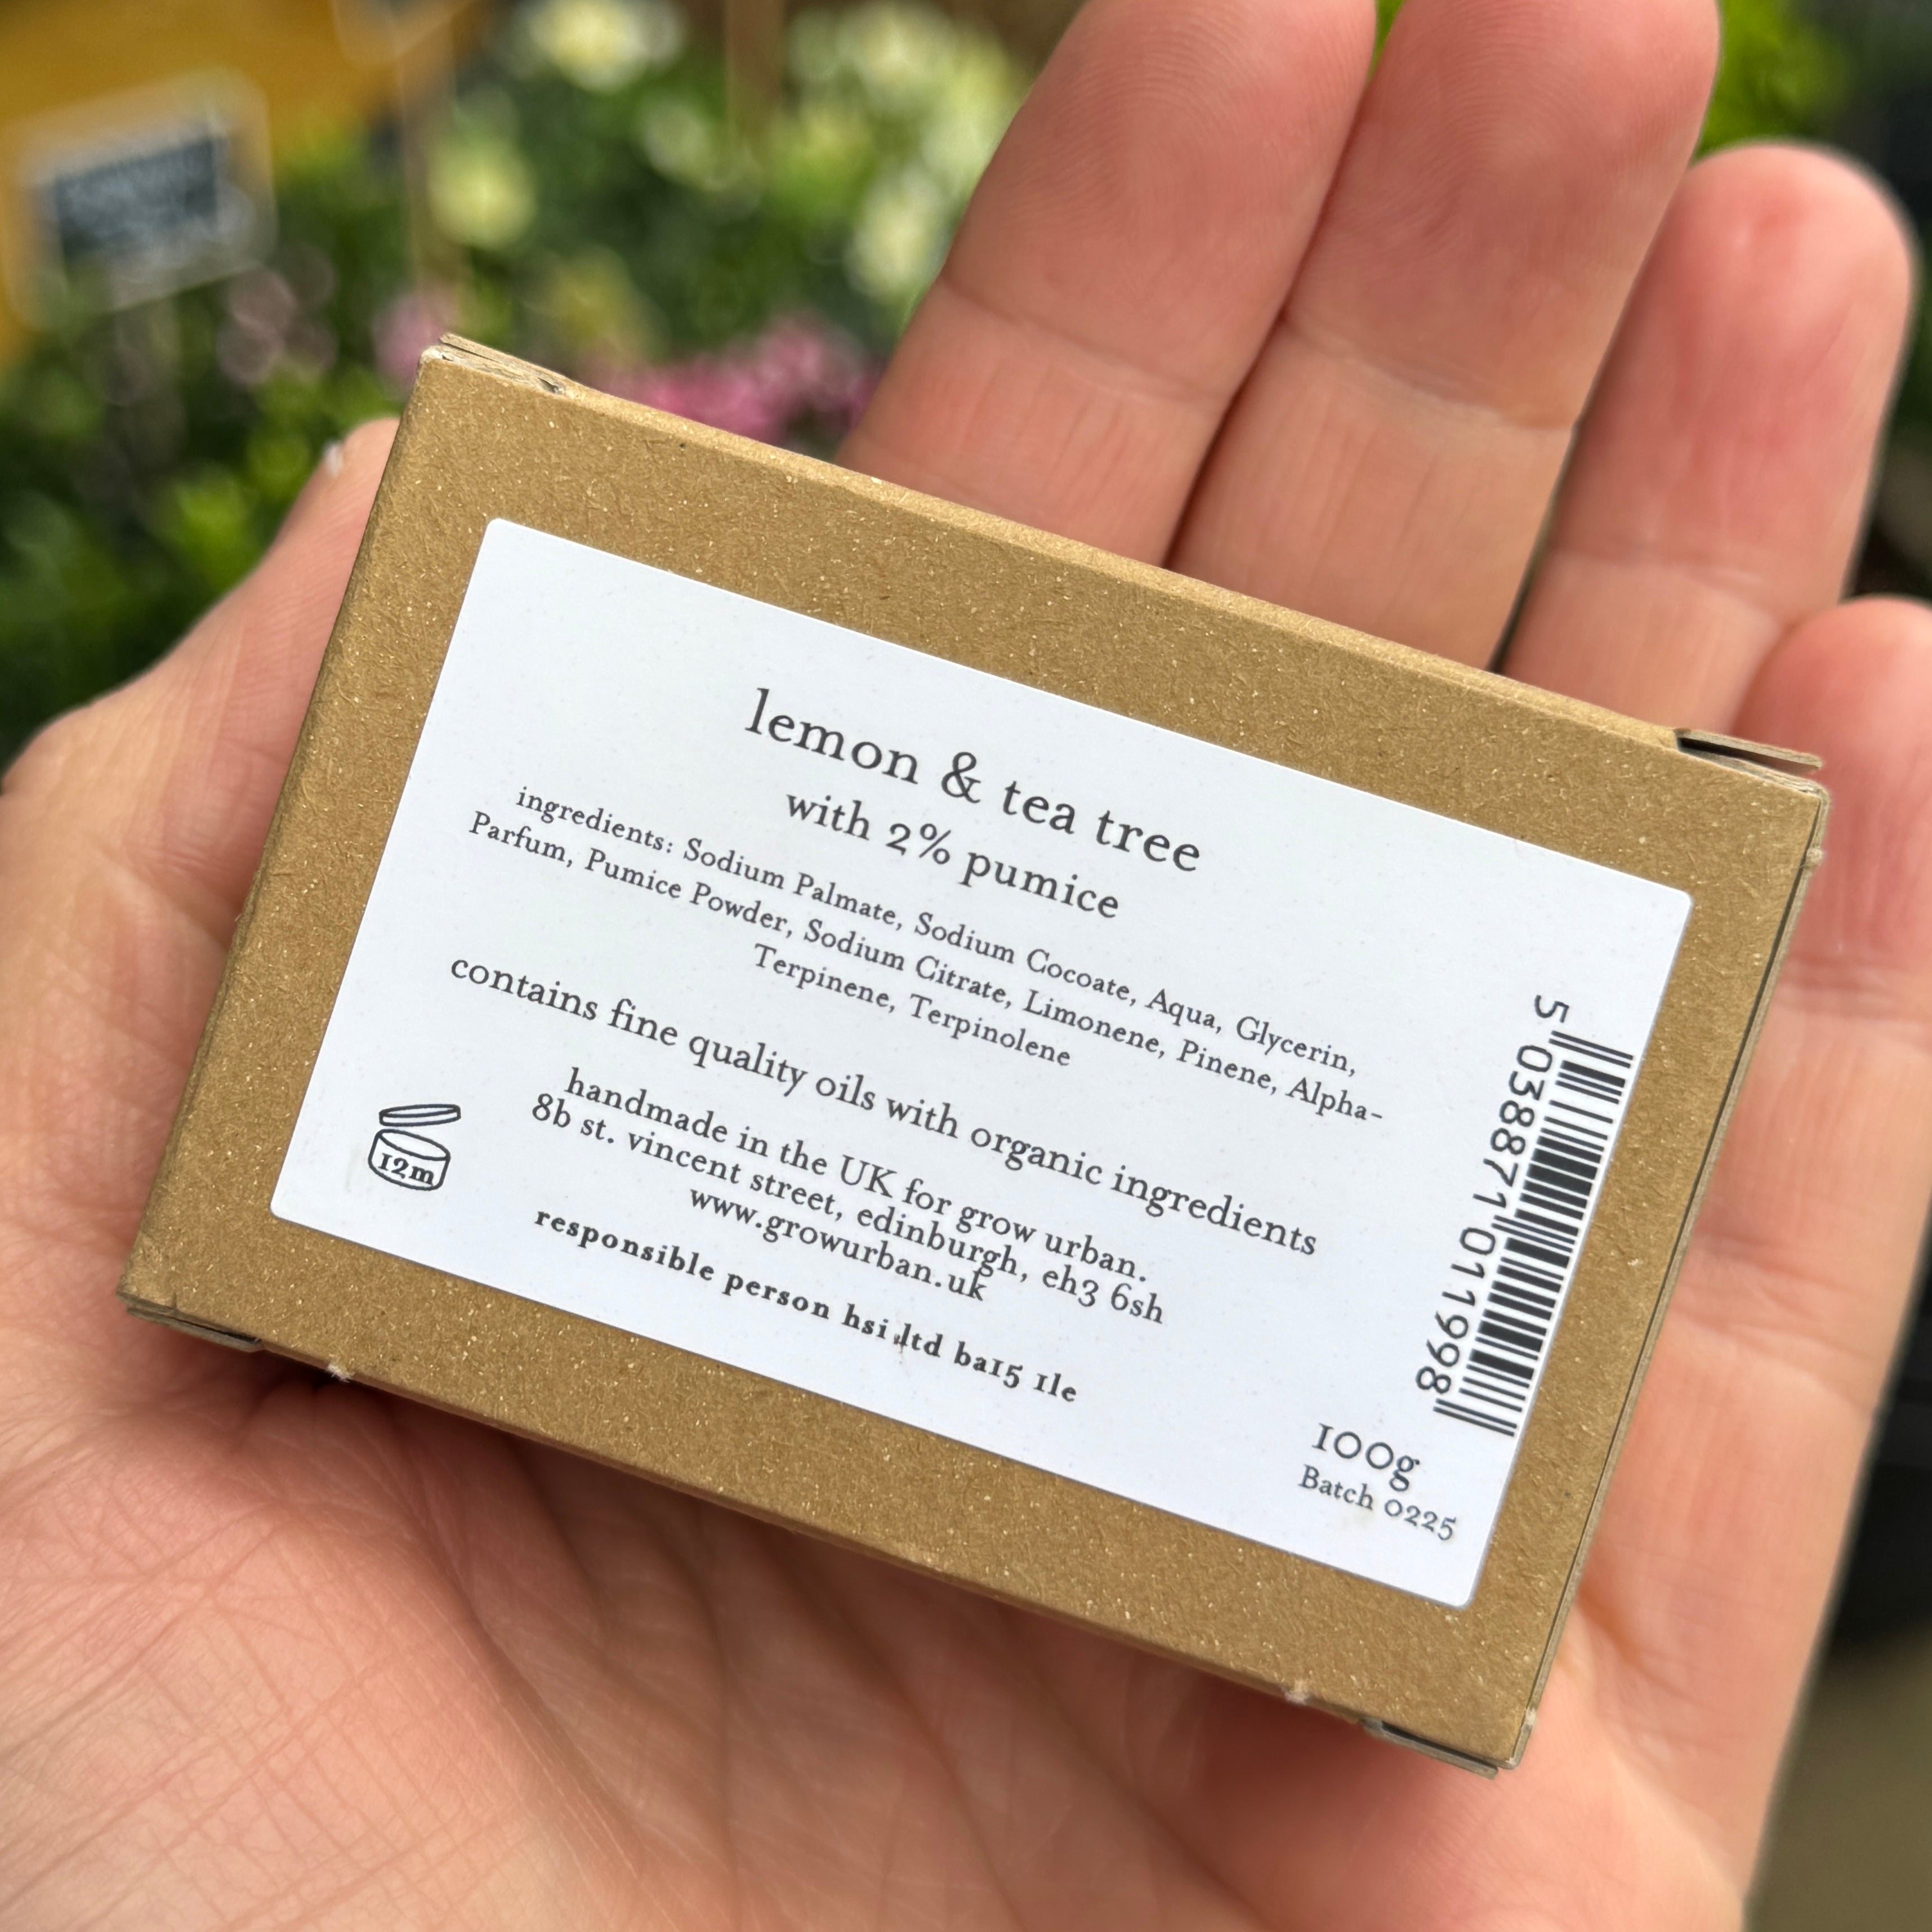 lemon & tea tree
with 2% pumice
ingredients: Sodium Palmate, Sodium Cocoate, Aqua, Glycerin,
Parfum, Pumice Powder, Sodium Citrate, Limonene, Pinene, Alpha-
Terpinene, Terpinolene
contains fine quality oils with organic ingredients
handmade in the UK for grow urban.
8b st. vincent street, edinburgh, eh3 6sh
www.growurban.uk
responsible person hsi ltd ba15 1le
12m
5 038871 011998
100g
Batch 0225